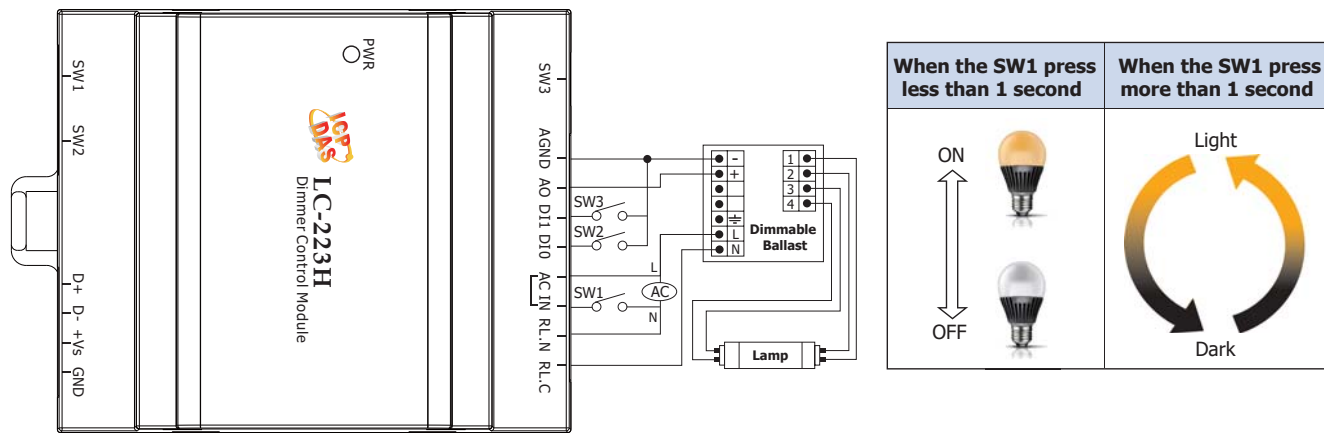 SW1
SW2
D+
D-
+Vs
GND
PWR
ICP
DAS
LC-223H
Dimmer Control Module
SW3
AGND
AO
DI1
DI0
AC IN
RL.N
RL.C
SW3
SW2
SW1
L
AC
N
-
+
L
N
1
2
3
4
Dimmable
Ballast
Lamp
When the SW1 press
less than 1 second
When the SW1 press
more than 1 second
ON
OFF
Light
Dark